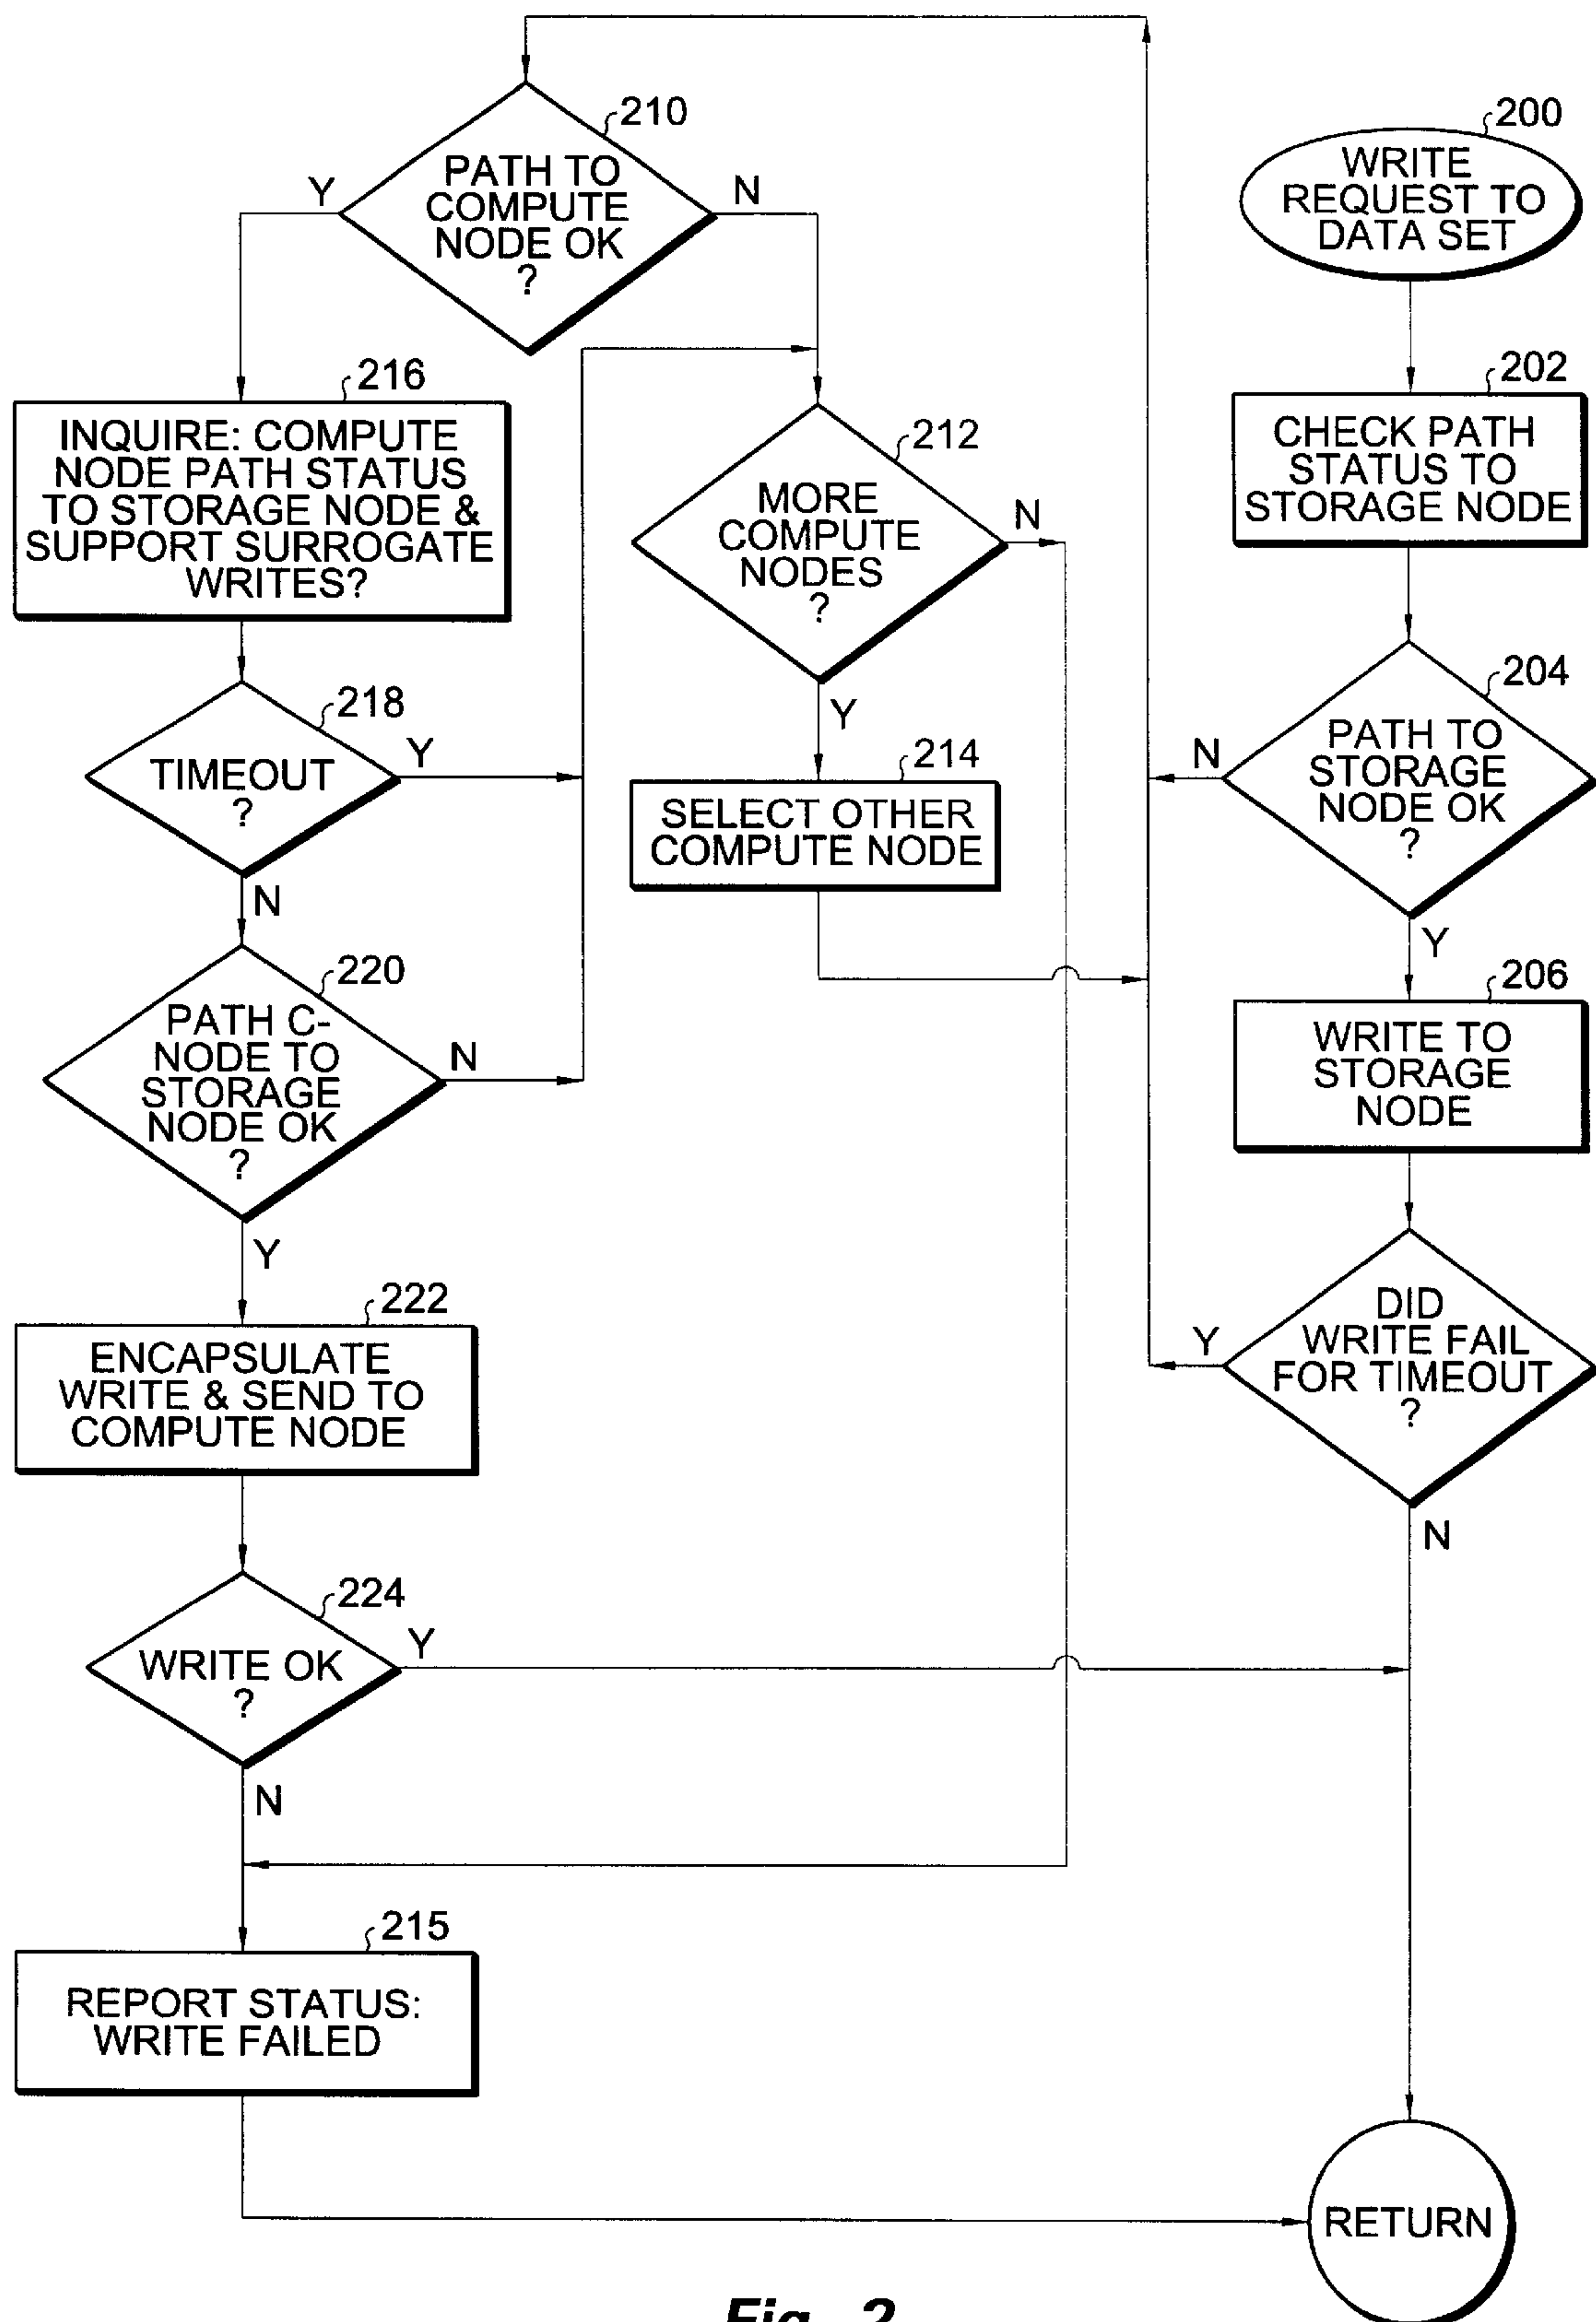 210
PATH TO
COMPUTE
NODE OK
?
Y
N
200
WRITE
REQUEST TO
DATA SET
216
INQUIRE: COMPUTE
NODE PATH STATUS
TO STORAGE NODE &
SUPPORT SURROGATE
WRITES?
212
MORE
COMPUTE
NODES
?
N
Y
202
CHECK PATH
STATUS TO
STORAGE NODE
218
TIMEOUT
?
Y
N
214
SELECT OTHER
COMPUTE NODE
204
PATH TO
STORAGE
NODE OK
?
N
Y
220
PATH C-
NODE TO
STORAGE
NODE OK
?
N
Y
206
WRITE TO
STORAGE
NODE
222
ENCAPSULATE
WRITE & SEND TO
COMPUTE NODE
DID
WRITE FAIL
FOR TIMEOUT
?
Y
N
224
WRITE OK
?
Y
N
215
REPORT STATUS:
WRITE FAILED
RETURN
Fig. 2